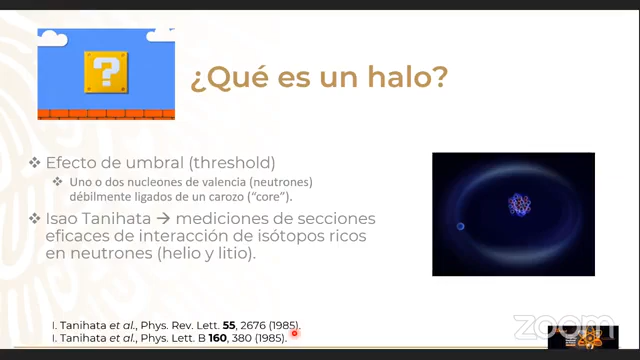 ¿Qué es un halo?
❖ Efecto de umbral (threshold)
❖ Uno o dos nucleones de valencia (neutrones)
débilmente ligados de un carozo (“core”).
❖ Isao Tanihata → mediciones de secciones
eficaces de interacción de isótopos ricos
en neutrones (helio y litio).
I. Tanihata et al., Phys. Rev. Lett. 55, 2676 (1985).
I. Tanihata et al., Phys. Lett. B 160, 380 (1985).
zoom